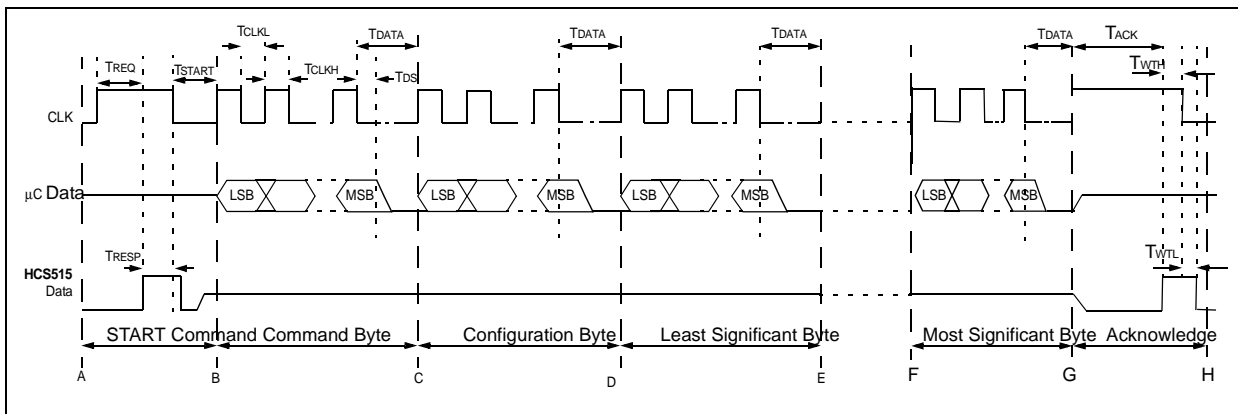 TCLKL TDATA TDATA TDATA TDATA TACK
TREQ TSTART TCLKH TDS TWTH
CLK
µC Data LSB MSB LSB MSB LSB MSB LSB MSB
TRESP TWTL
HCS515
Data
START Command Command Byte Configuration Byte Least Significant Byte Most Significant Byte Acknowledge
A B C D E F G H